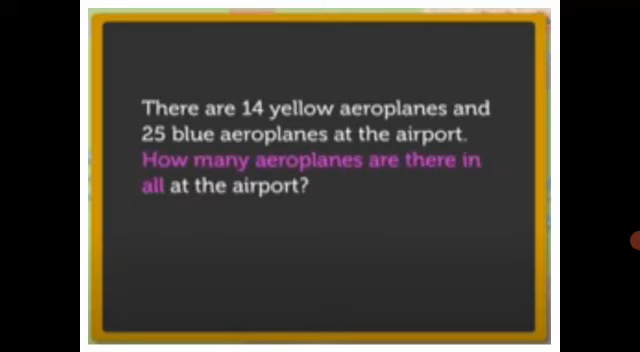 There are 14 yellow aeroplanes and
25 blue aeroplanes at the airport.
How many aeroplanes are there in
all at the airport?